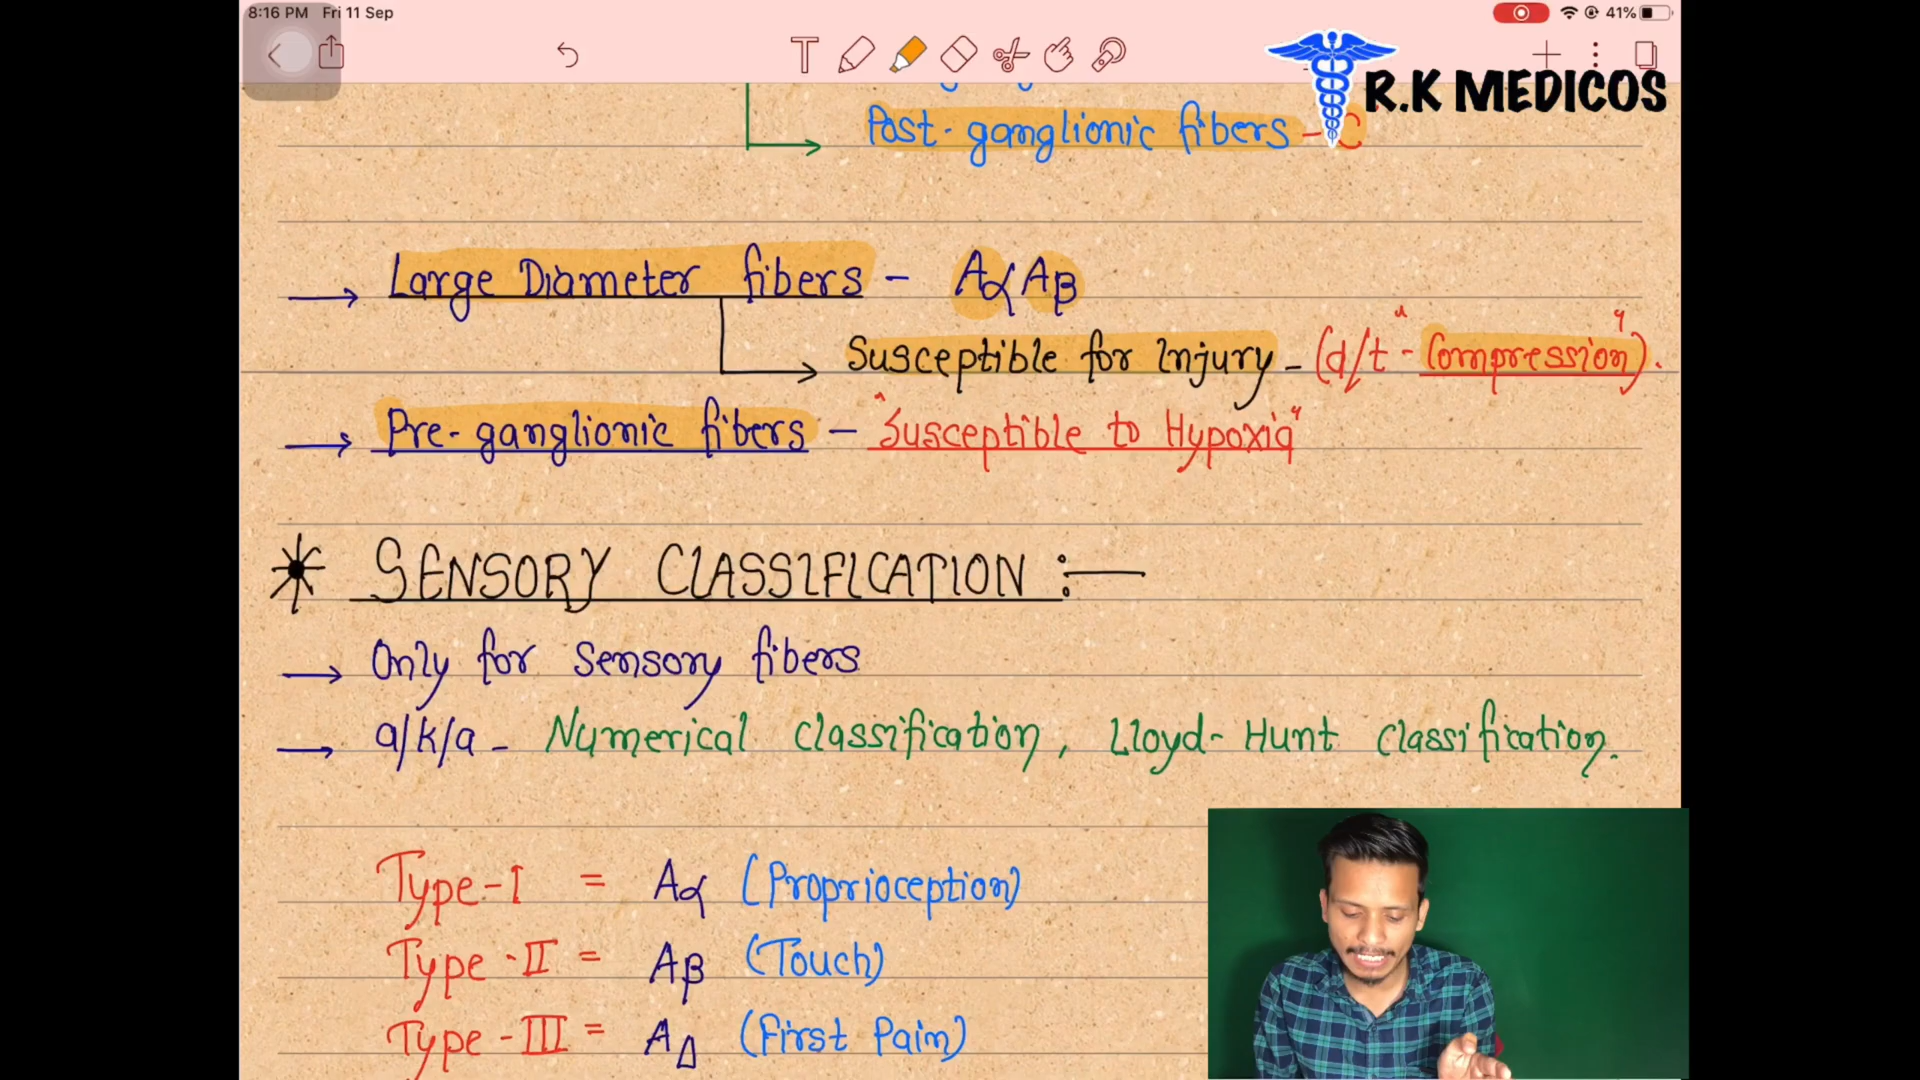 8:16 PM Fri 11 Sep
41%
T
R.K MEDICOS
Post-ganglionic fibers - C
→ Large Diameter fibers - Aα Aβ
Susceptible for Injury - (d/t - "Compression").
→ Pre-ganglionic fibers - "Susceptible to Hypoxia"
* SENSORY CLASSIFICATION :-
→ Only for Sensory fibers
→ a/k/a - Numerical classification, Lloyd-Hunt classification.
Type-I = Aα (Proprioception)
Type-II = Aβ (Touch)
Type-III = AΔ (First Pain)